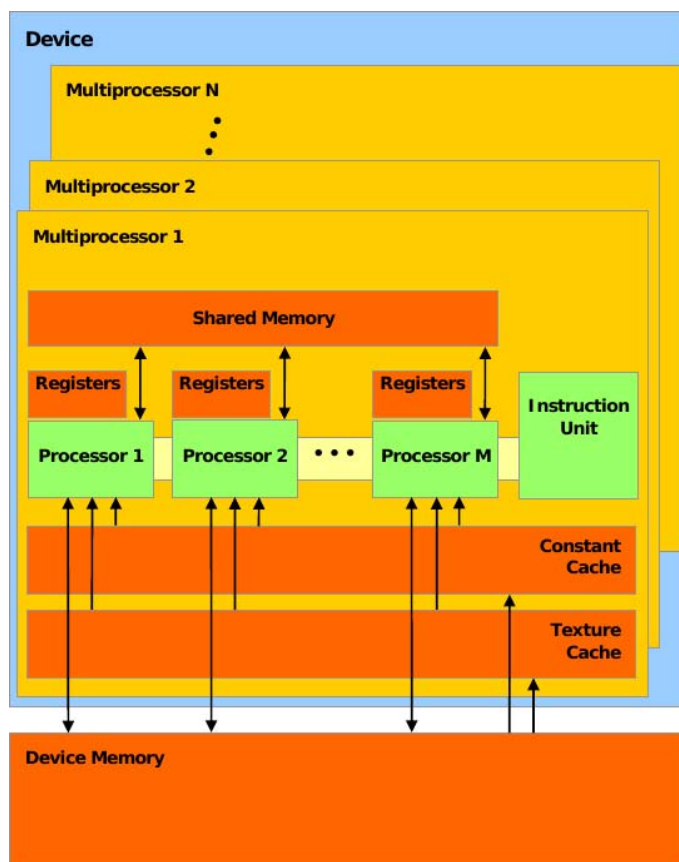 Device
Multiprocessor N
Multiprocessor 2
Multiprocessor 1
Shared Memory
Registers Registers Registers
Instruction
Unit
Processor 1 Processor 2 Processor M
Constant
Cache
Texture
Cache
Device Memory